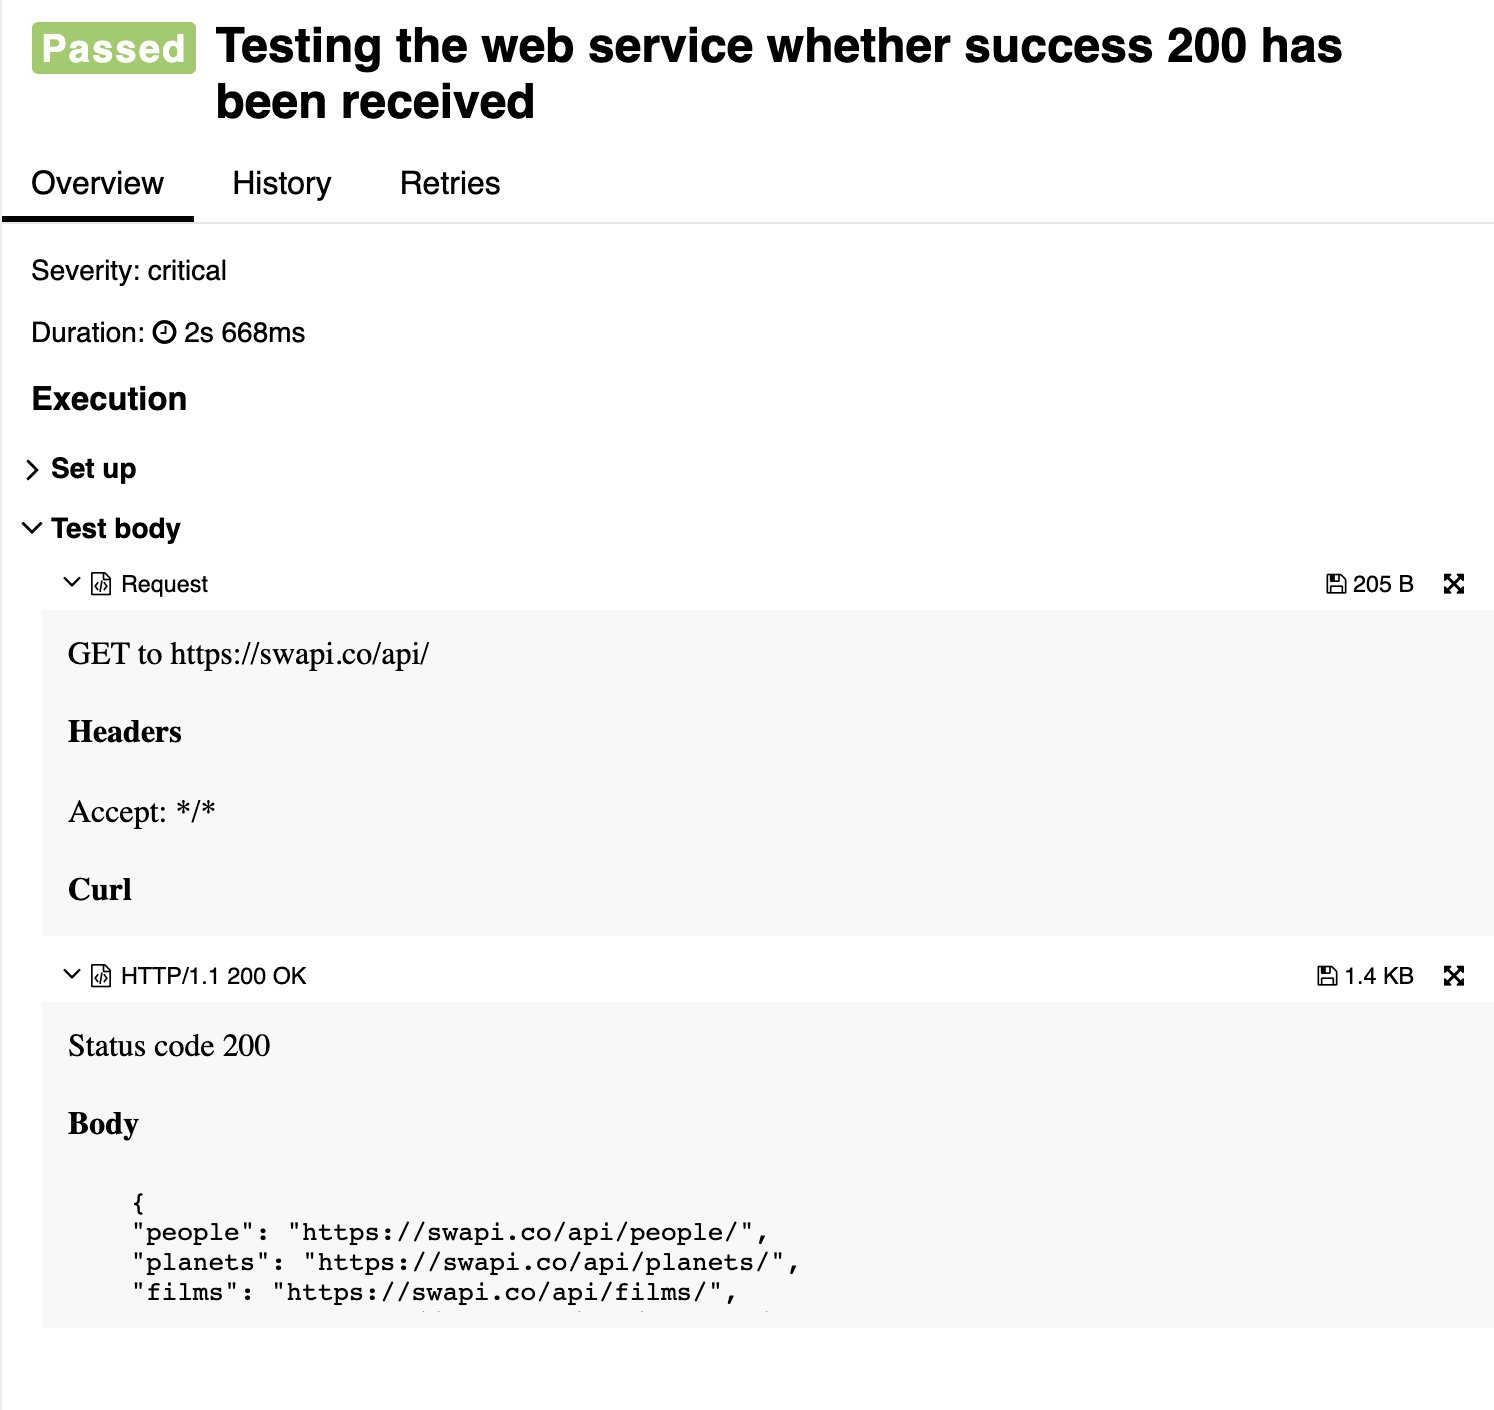 Passed Testing the web service whether success 200 has
been received
Overview History Retries
Severity: critical
Duration: 2s 668ms
Execution
Set up
Test body
Request 205 B
GET to https://swapi.co/api/
Headers
Accept: */*
Curl
HTTP/1.1 200 OK 1.4 KB
Status code 200
Body
{
"people": "https://swapi.co/api/people/",
"planets": "https://swapi.co/api/planets/",
"films": "https://swapi.co/api/films/",